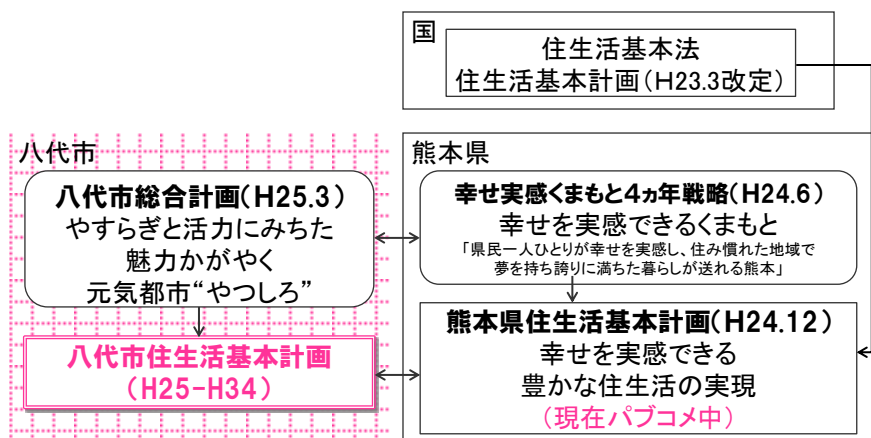 国
住生活基本法
住生活基本計画(H23.3改定)
八代市
八代市総合計画(H25.3)
やすらぎと活力にみちた
魅力かがやく
元気都市“やつしろ”
八代市住生活基本計画
(H25-H34)
熊本県
幸せ実感くまもと4ヵ年戦略(H24.6)
幸せを実感できるくまもと
「県民一人ひとりが幸せを実感し、住み慣れた地域で
夢を持ち誇りに満ちた暮らしが送れる熊本」
熊本県住生活基本計画(H24.12)
幸せを実感できる
豊かな住生活の実現
(現在パブコメ中)